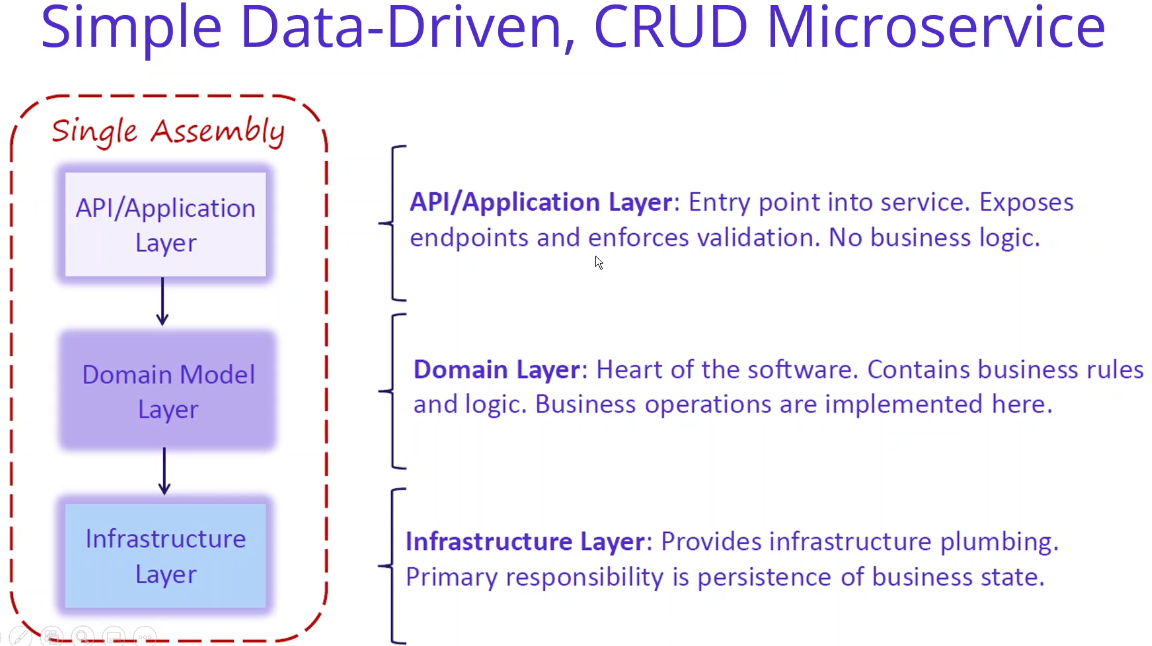 Simple Data-Driven, CRUD Microservice
Single Assembly
API/Application
Layer
API/Application Layer: Entry point into service. Exposes
endpoints and enforces validation. No business logic.
Domain Model
Layer
Domain Layer: Heart of the software. Contains business rules
and logic. Business operations are implemented here.
Infrastructure
Layer
Infrastructure Layer: Provides infrastructure plumbing.
Primary responsibility is persistence of business state.